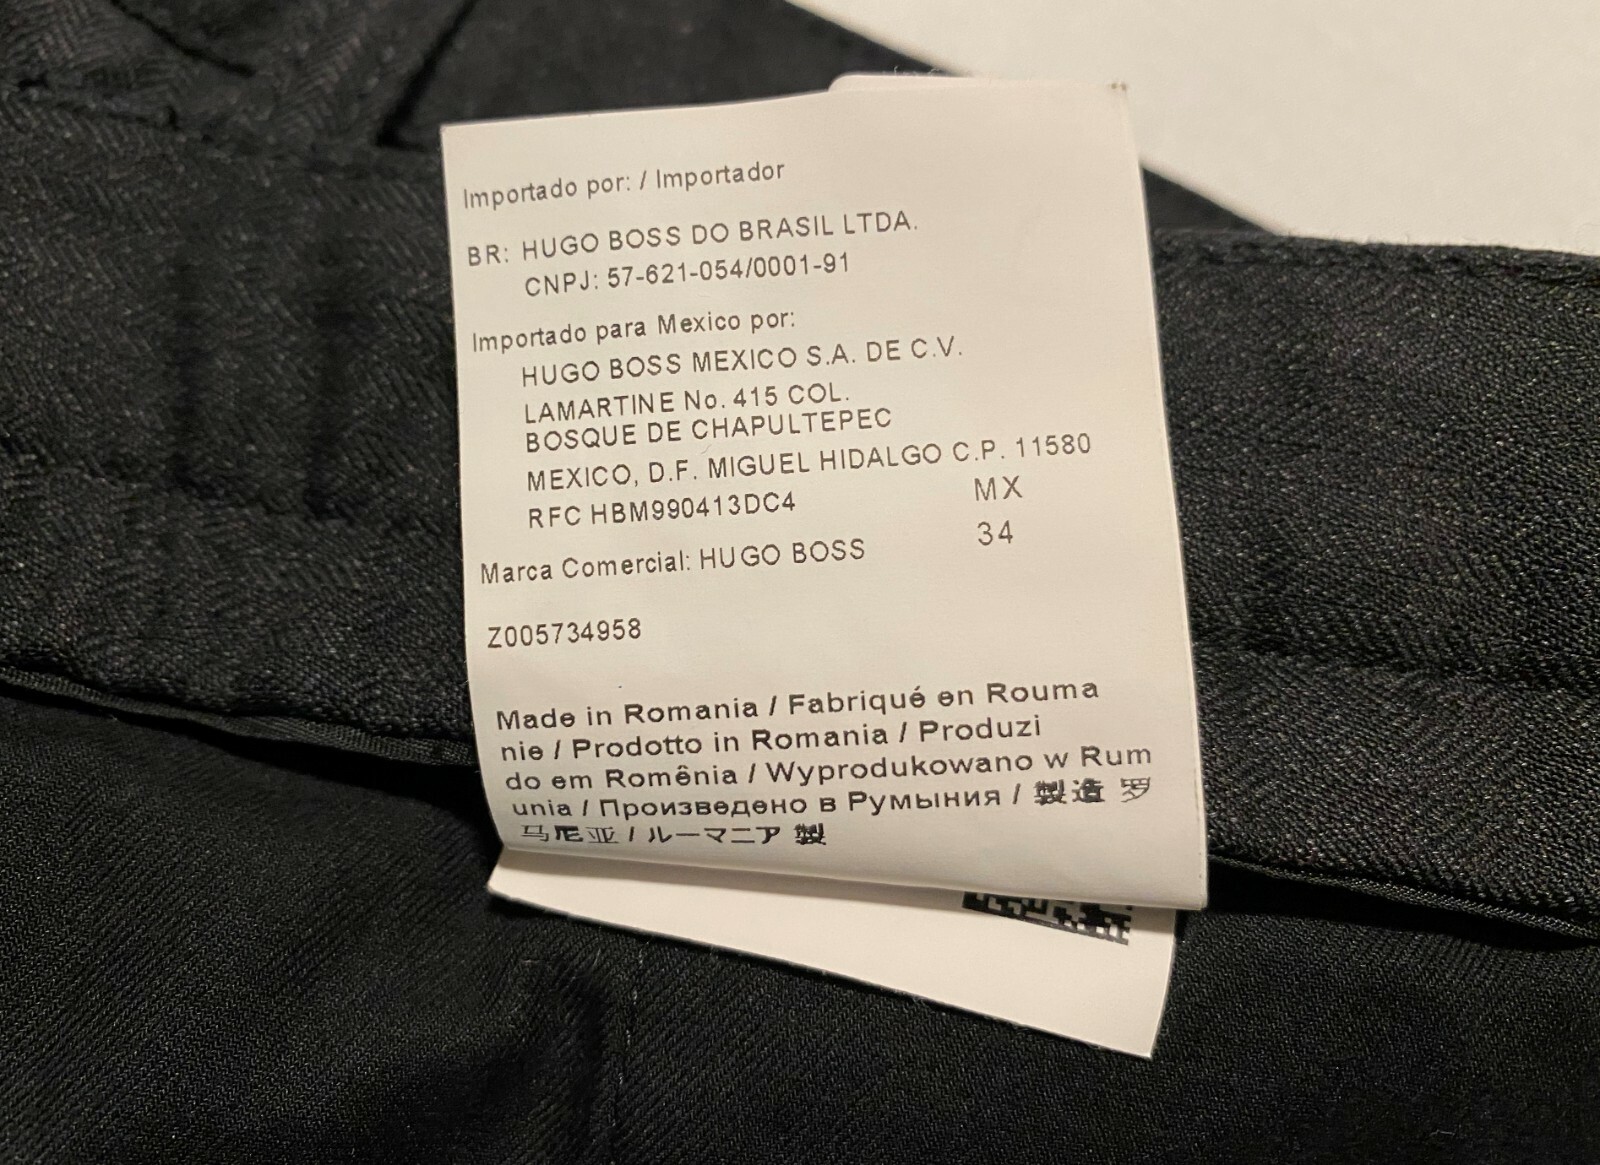 Importado por: / Importador
BR: HUGO BOSS DO BRASIL LTDA.
CNPJ: 57-621-054/0001-91
Importado para Mexico por:
HUGO BOSS MEXICO S.A. DE C.V.
LAMARTINE No. 415 COL.
BOSQUE DE CHAPULTEPEC
MEXICO, D.F. MIGUEL HIDALGO C.P. 11580
RFC HBM990413DC4
MX
34
Marca Comercial: HUGO BOSS
Z005734958
Made in Romania / Fabriqué en Rouma
nie / Prodotto in Romania / Produzi
do em Romênia / Wyprodukowano w Rum
unia / Произведено в Румыния / 製造 罗
马尼亚 / ルーマニア 製